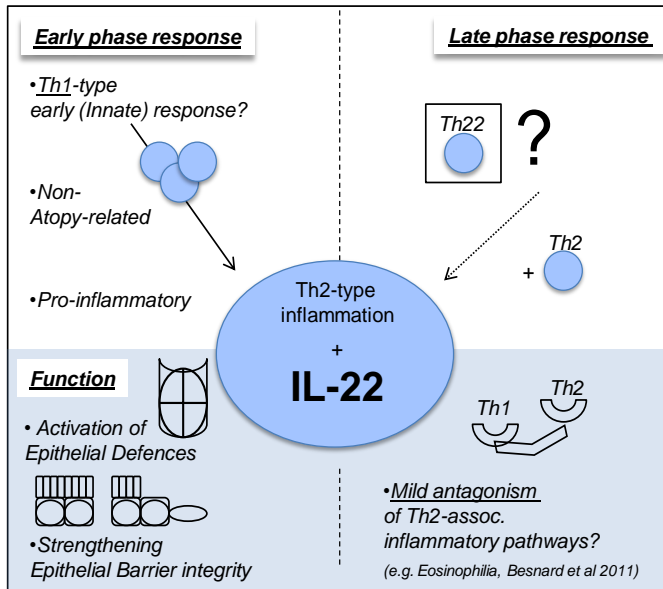 Early phase response
•Th1-type
early (Innate) response?
•Non-
Atopy-related
•Pro-inflammatory
Late phase response
Th22
?
Th2
+
Th2-type
inflammation
+
IL-22
Function
• Activation of
Epithelial Defences
•Strengthening
Epithelial Barrier integrity
Th1
Th2
•Mild antagonism
of Th2-assoc.
inflammatory pathways?
(e.g. Eosinophilia, Besnard et al 2011)